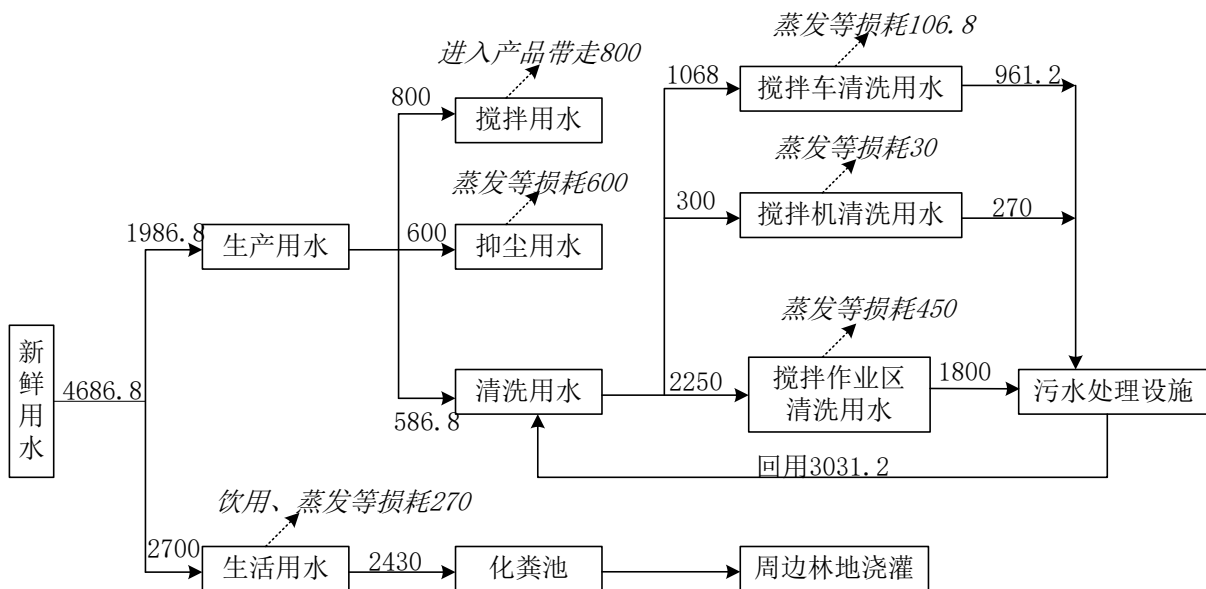 蒸发等损耗106.8
进入产品带走800
1068
搅拌车清洗用水
961.2
800
搅拌用水
蒸发等损耗30
蒸发等损耗600
300
搅拌机清洗用水
270
1986.8
生产用水
600
抑尘用水
蒸发等损耗450
新鲜用水
4686.8
586.8
清洗用水
2250
搅拌作业区
清洗用水
1800
污水处理设施
回用3031.2
饮用、蒸发等损耗270
2700
生活用水
2430
化粪池
周边林地浇灌